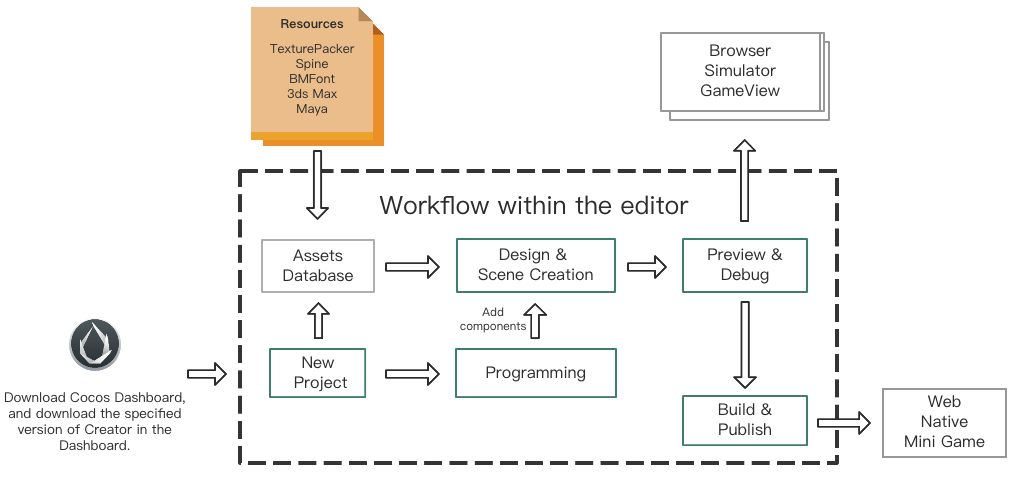 Resources
TexturePacker
Spine
BMFont
3ds Max
Maya
Browser
Simulator
GameView
Workflow within the editor
Assets
Database
Design &
Scene Creation
Preview &
Debug
Add
components
New
Project
Programming
Download Cocos Dashboard,
and download the specified
version of Creator in the
Dashboard.
Build &
Publish
Web
Native
Mini Game